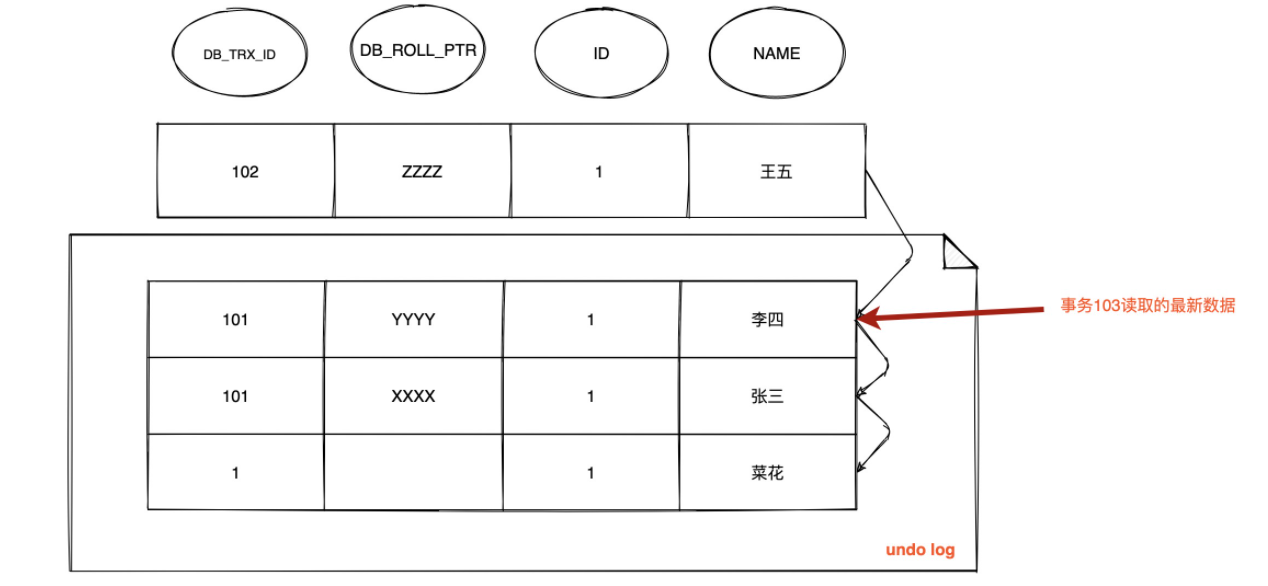 DB_TRX_ID DB_ROLL_PTR ID NAME
102 ZZZZ 1 王五
101 YYYY 1 李四
事务103读取的最新数据
101 XXXX 1 张三
1 1 菜花
undo log